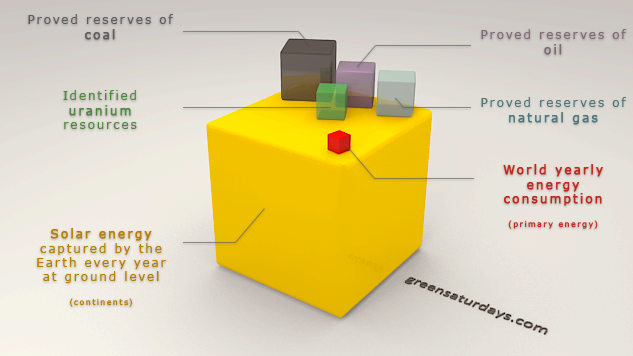 Proved reserves of
coal
Proved reserves of
oil
Identified
uranium
resources
Proved reserves of
natural gas
World yearly
energy
consumption
(primary energy)
Solar energy
captured by the
Earth every year
at ground level
(continents)
greensaturdays.com